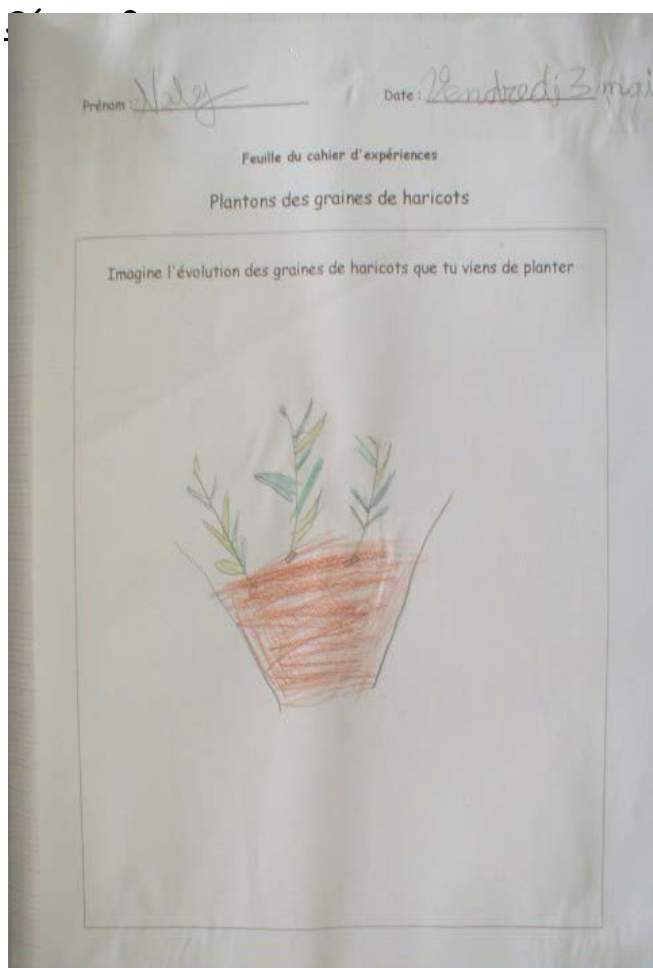 Prénom : Naly
Date : Vendredi 3 mai
Feuille du cahier d'expériences
Plantons des graines de haricots
Imagine l'évolution des graines de haricots que tu viens de planter